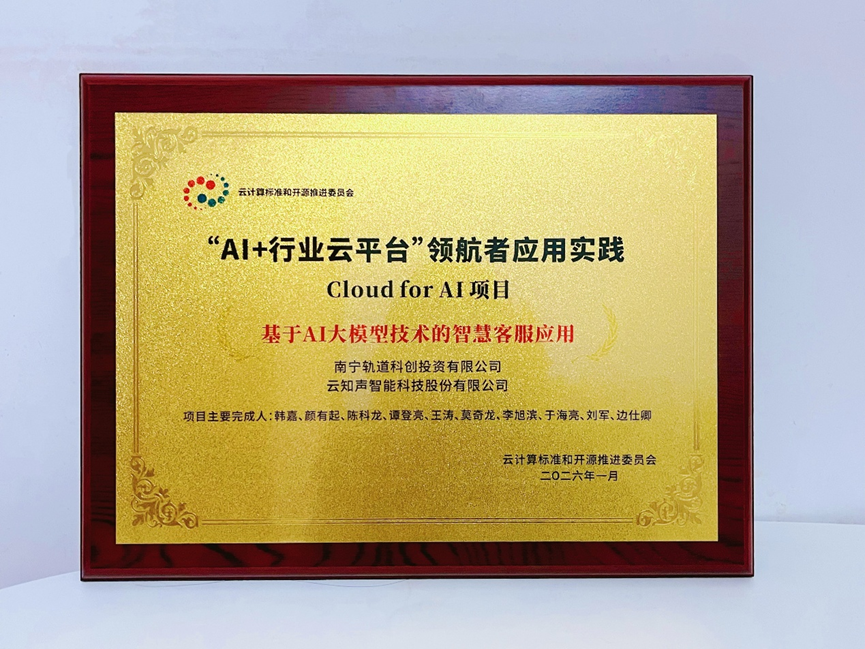 云计算标准和开源推进委员会
“AI+行业云平台”领航者应用实践
Cloud for AI 项目
基于AI大模型技术的智慧客服应用
南宁轨道科创投资有限公司
云知声智能科技股份有限公司
项目主要完成人：韩嘉、颜有起、陈科龙、谭登亮、王涛、莫奇龙、李旭滨、于海亮、刘军、边仕卿
云计算标准和开源推进委员会
二〇二六年一月